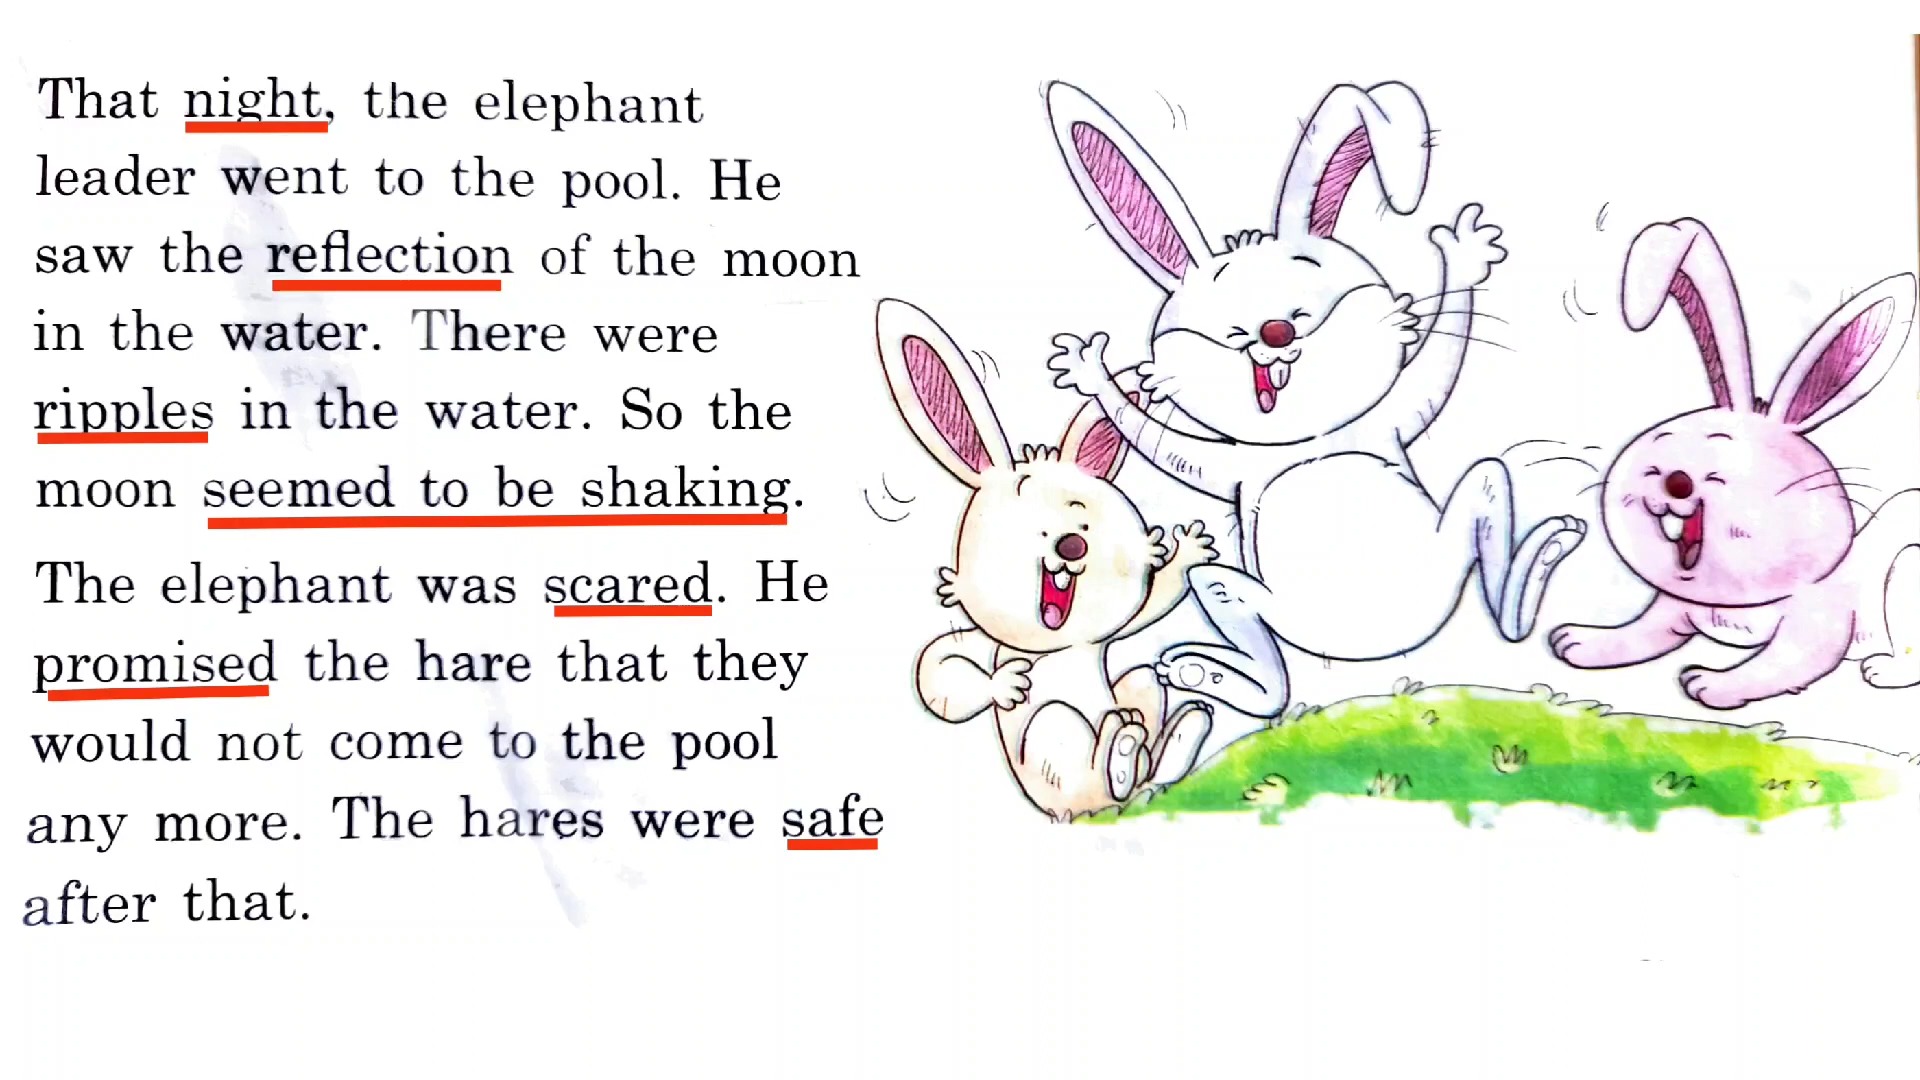 That night, the elephant
leader went to the pool. He
saw the reflection of the moon
in the water. There were
ripples in the water. So the
moon seemed to be shaking.
The elephant was scared. He
promised the hare that they
would not come to the pool
any more. The hares were safe
after that.